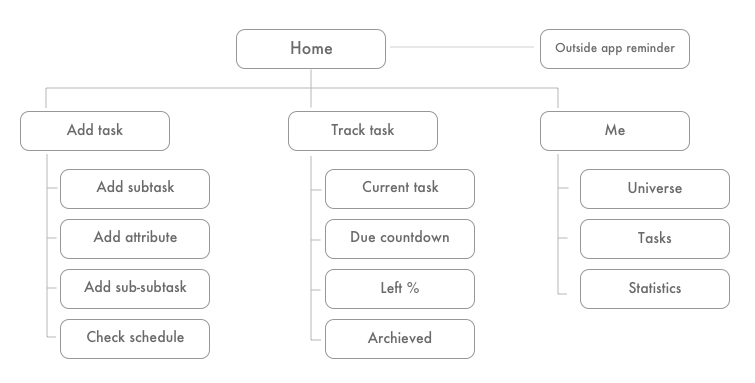 Home
Outside app reminder
Add task
Track task
Me
Add subtask
Current task
Universe
Add attribute
Due countdown
Tasks
Add sub-subtask
Left %
Statistics
Check schedule
Archieved